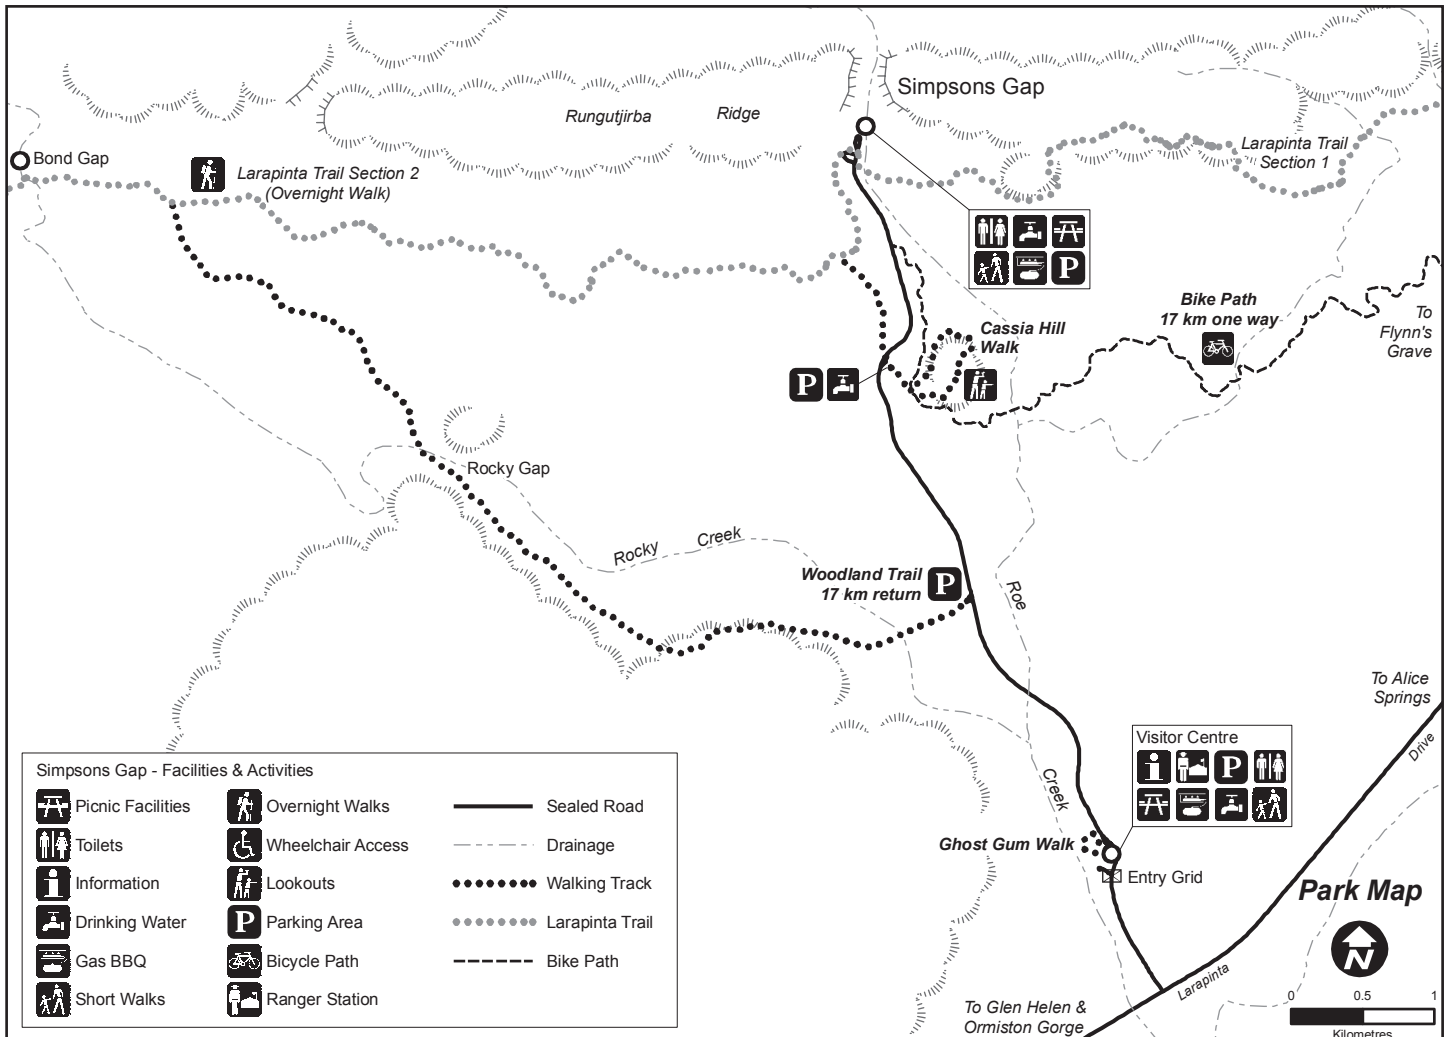 Simpsons Gap
Rungutjirba
Ridge
Bond Gap
Larapinta Trail Section 2
(Overnight Walk)
Larapinta Trail
Section 1
P
Bike Path
17 km one way
To
Flynn's
Grave
Cassia Hill
Walk
P
Rocky Gap
Rocky
Creek
Woodland Trail
17 km return
P
Roe
Creek
To Alice
Springs
Drive
Visitor Centre
P
Ghost Gum Walk
Entry Grid
Park Map
N
Larapinta
To Glen Helen &
Ormiston Gorge
0 0.5 1
Kilometres
Simpsons Gap - Facilities & Activities
Picnic Facilities
Toilets
Information
Drinking Water
Gas BBQ
Short Walks
Overnight Walks
Wheelchair Access
Lookouts
P Parking Area
Bicycle Path
Ranger Station
Sealed Road
Drainage
Walking Track
Larapinta Trail
Bike Path